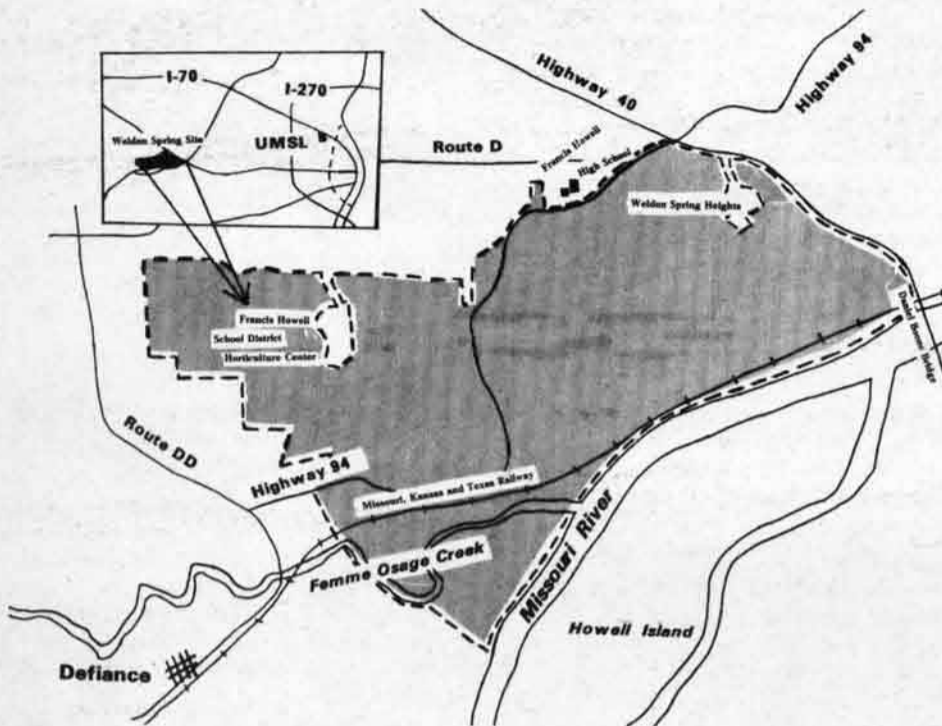 I-70
I-270
Weldon Spring Site
UMSL
Highway 40
Highway 94
Route D
Francis Howell
High School
Weldon Spring Heights
Francis Howell
School District
Horticulture Center
Daniel Boone Bridge
Route DD
Highway 94
Missouri, Kansas and Texas Railway
Femme Osage Creek
Missouri River
Howell Island
Defiance